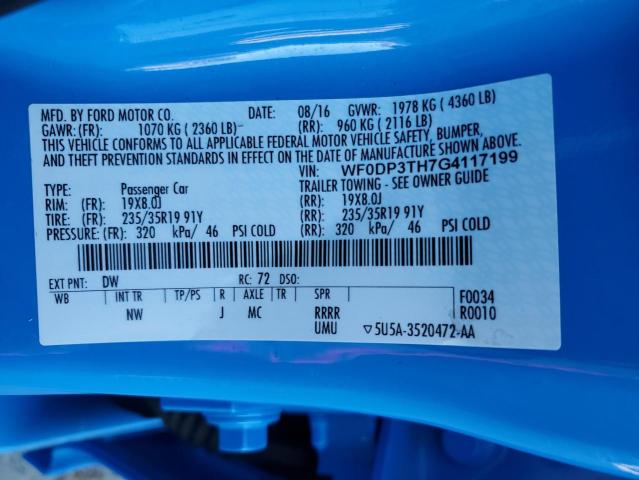 MFD. BY FORD MOTOR CO. DATE: 08/16 GVWR: 1978 KG ( 4360 LB)
GAWR:(FR): 1070 KG ( 2360 LB)- (RR): 960 KG ( 2116 LB)
THIS VEHICLE CONFORMS TO ALL APPLICABLE FEDERAL MOTOR VEHICLE SAFETY, BUMPER,
AND THEFT PREVENTION STANDARDS IN EFFECT ON THE DATE OF MANUFACTURE SHOWN ABOVE.
VIN: WF0DP3TH7G4117199
TYPE: Passenger Car TRAILER TOWING - SEE OWNER GUIDE
RIM: (FR): 19X8.0J (RR): 19X8.0J
TIRE: (FR): 235/35R19 91Y (RR): 235/35R19 91Y
PRESSURE: (FR) 320 kPa/ 46 PSI COLD (RR): 320 kPa/ 46 PSI COLD
EXT PNT: DW RC: 72 DSO:
WB INT TR TP/PS R AXLE TR SPR F0034
NW J MC RRRR R0010
UMU ▽5U5A-3520472-AA